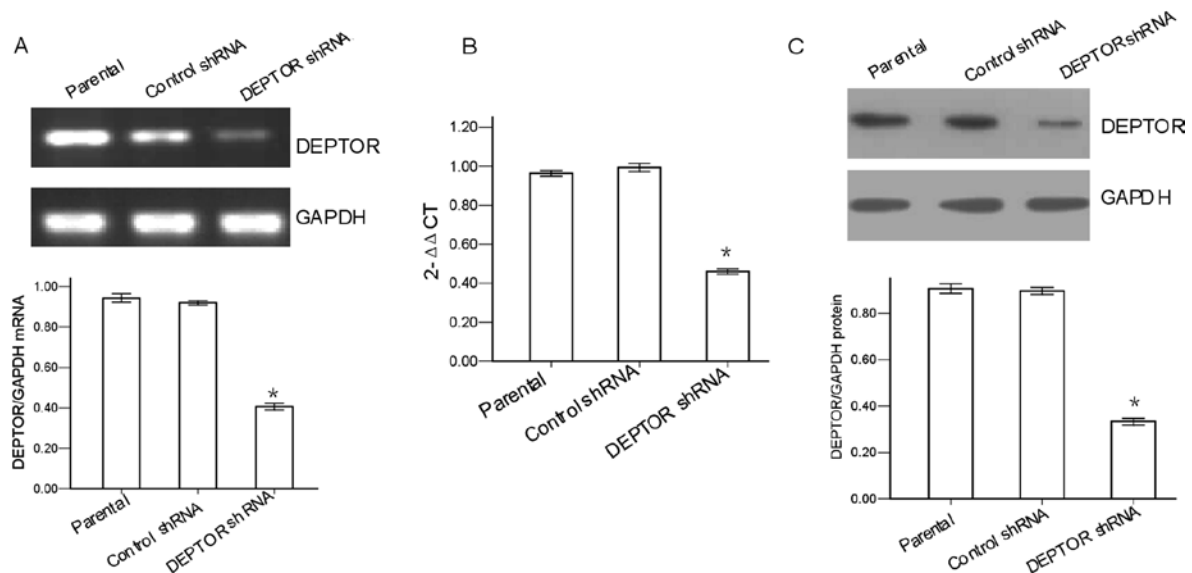 A
Parental
Control shRNA
DEPTOR shRNA
DEPTOR
GAPDH
DEPTOR/GAPDH mRNA
1.00
0.80
0.60
0.40
0.20
0.00
*
Parental
Control shRNA
DEPTOR shRNA
B
2-ΔΔCT
1.20
1.00
0.80
0.60
0.40
0.20
0.00
*
Parental
Control shRNA
DEPTOR shRNA
C
Parental
Control shRNA
DEPTOR shRNA
DEPTOR
GAPDH
DEPTOR/GAPDH protein
0.80
0.60
0.40
0.20
0.00
*
Parental
Control shRNA
DEPTOR shRNA